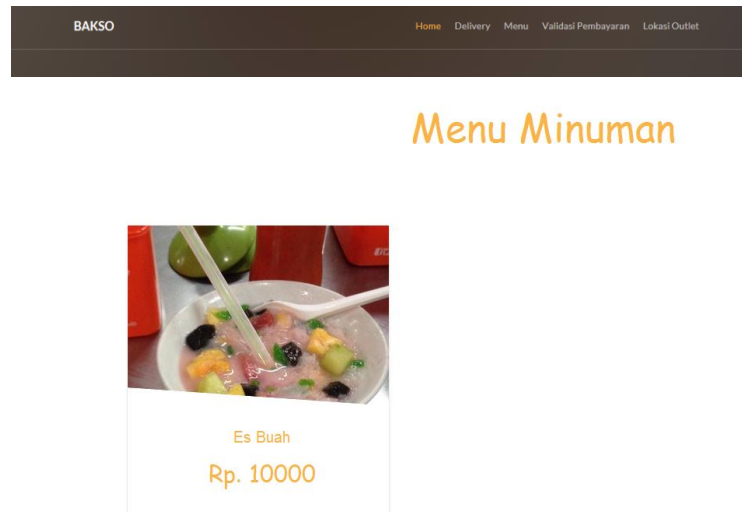 BAKSO
Home Delivery Menu Validasi Pembayaran Lokasi Outlet
Menu Minuman
Es Buah
Rp. 10000